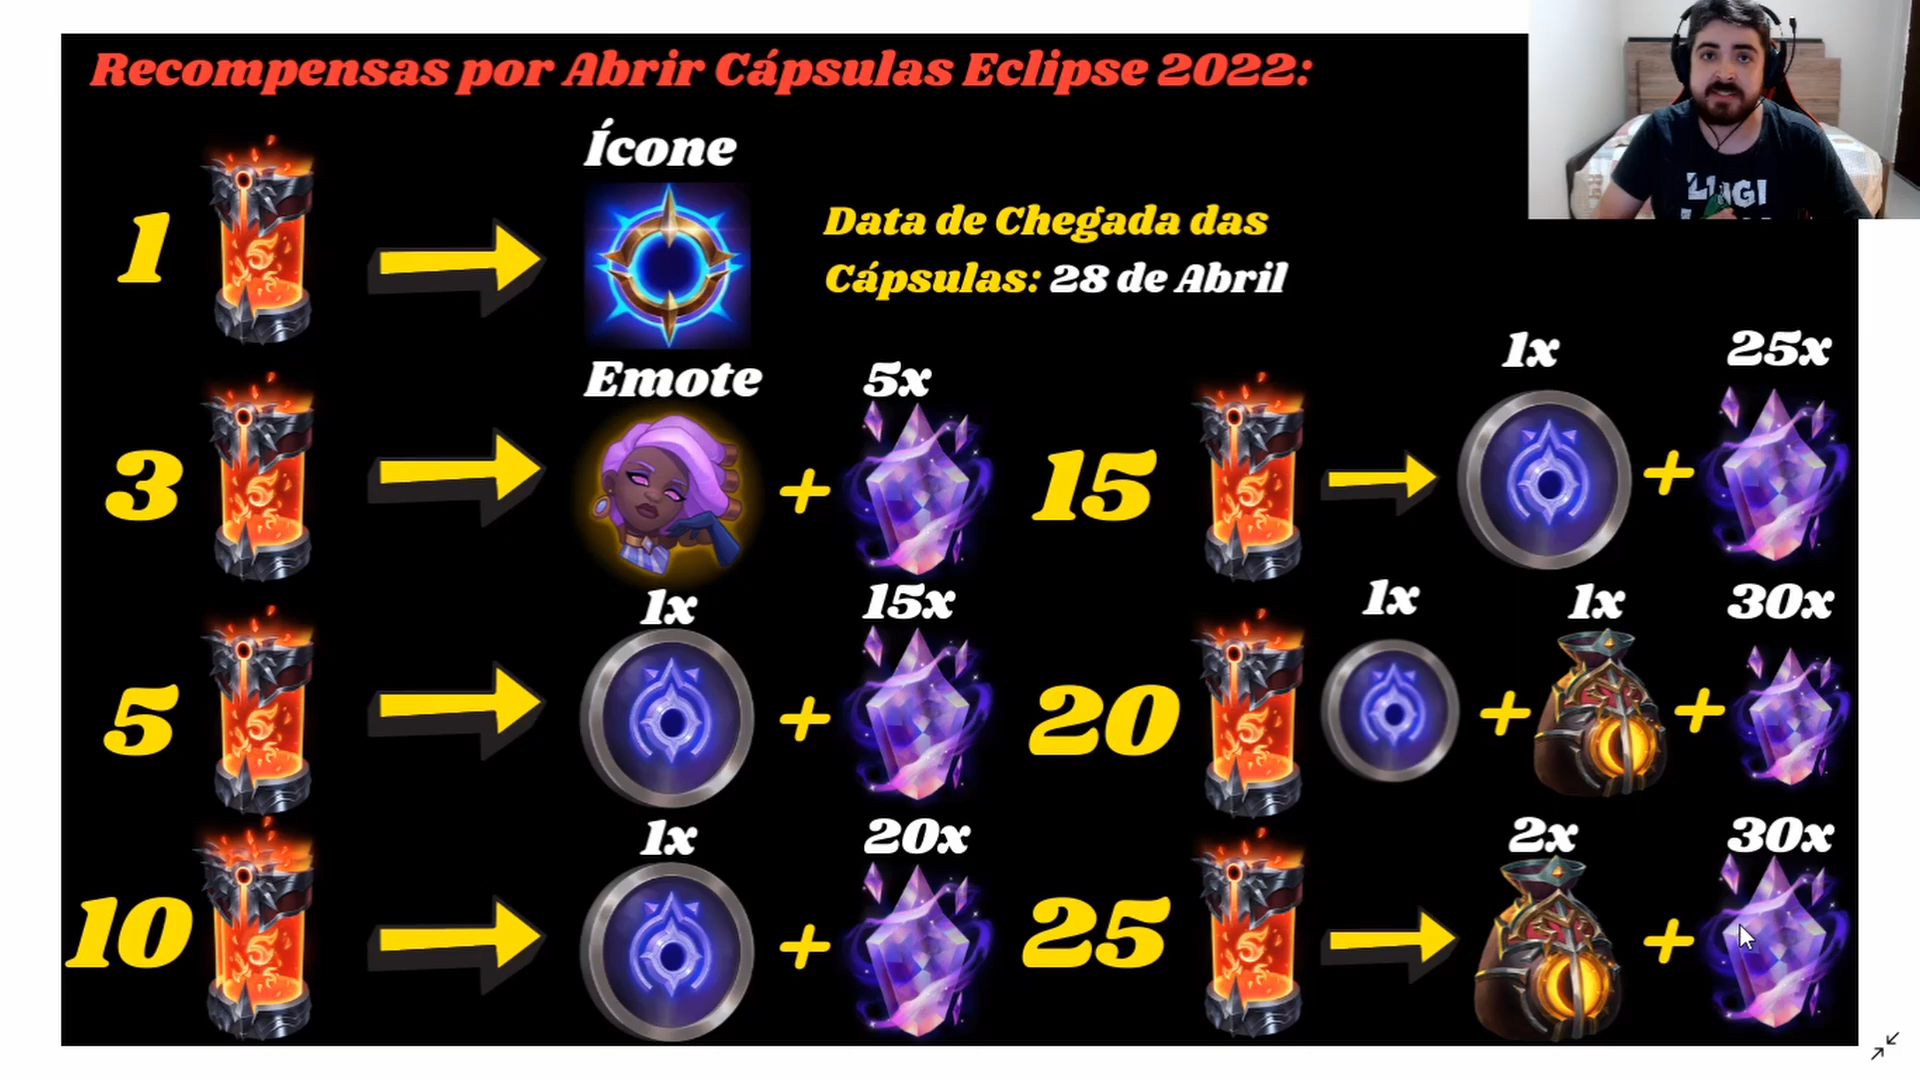 Recompensas por Abrir Cápsulas Eclipse 2022:
1
Ícone
Data de Chegada das
Cápsulas: 28 de Abril
3
Emote
+
5x
5
1x
+
15x
10
1x
+
20x
15
1x
+
25x
20
1x
+
1x
+
30x
25
2x
+
30x